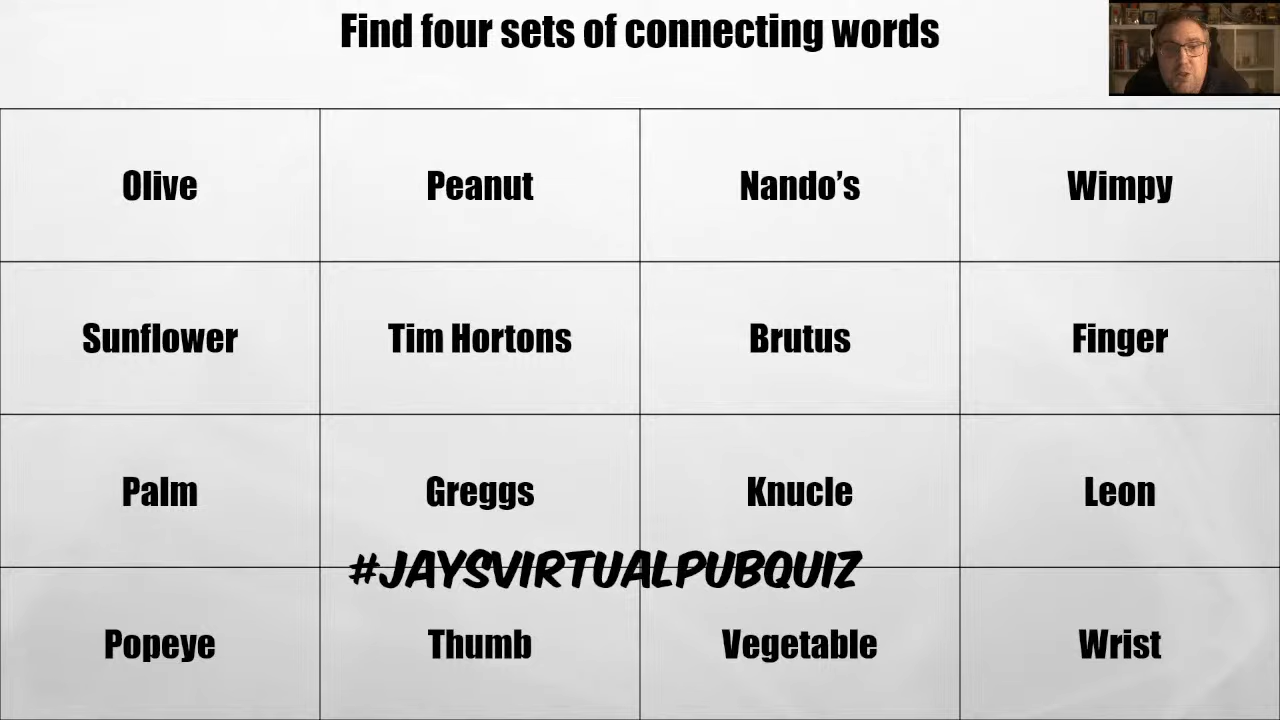 Find four sets of connecting words
Olive Peanut Nando's Wimpy
Sunflower Tim Hortons Brutus Finger
Palm Greggs Knucle Leon
#JAYSVIRTUALPUBQUIZ
Popeye Thumb Vegetable Wrist